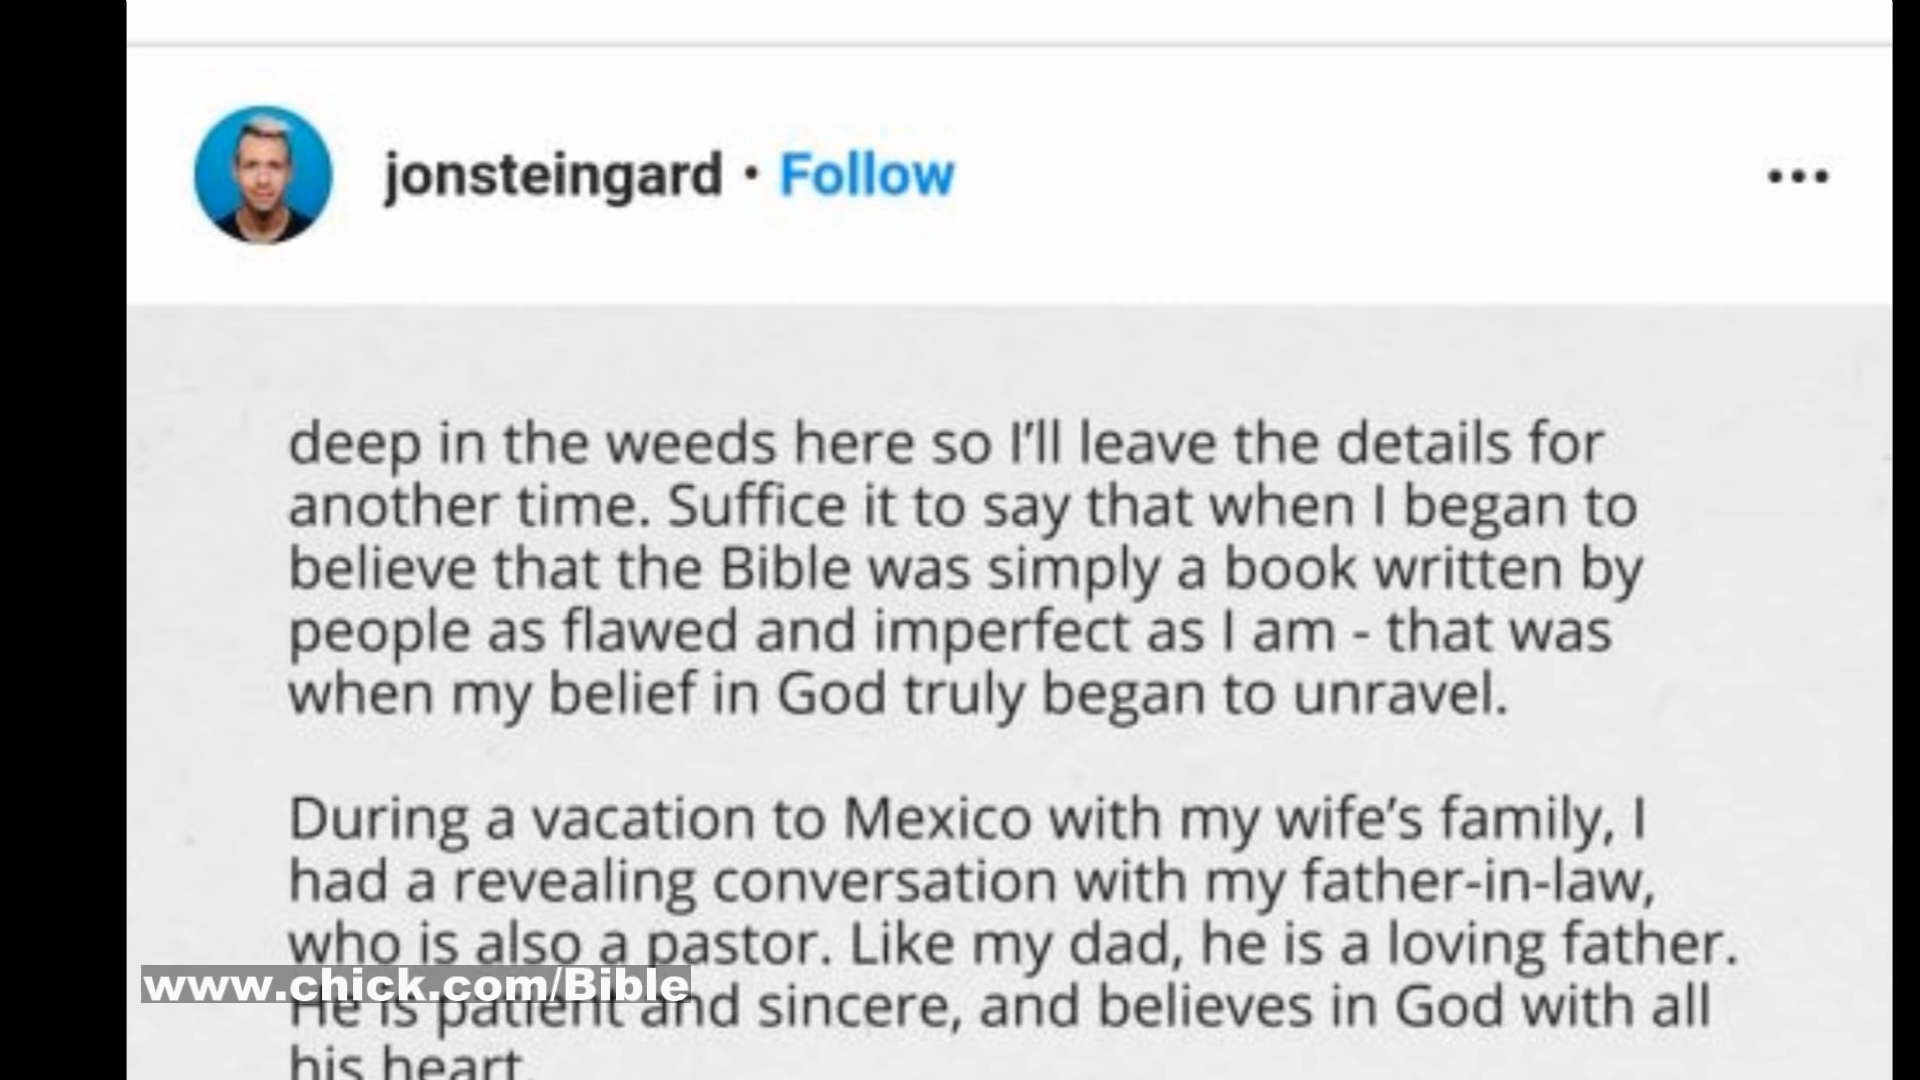 jonsteingard • Follow
deep in the weeds here so I’ll leave the details for
another time. Suffice it to say that when I began to
believe that the Bible was simply a book written by
people as flawed and imperfect as I am - that was
when my belief in God truly began to unravel.
During a vacation to Mexico with my wife’s family, I
had a revealing conversation with my father-in-law,
who is also a pastor. Like my dad, he is a loving father.
www.chick.com/Bible
He is patient and sincere, and believes in God with all
his heart.